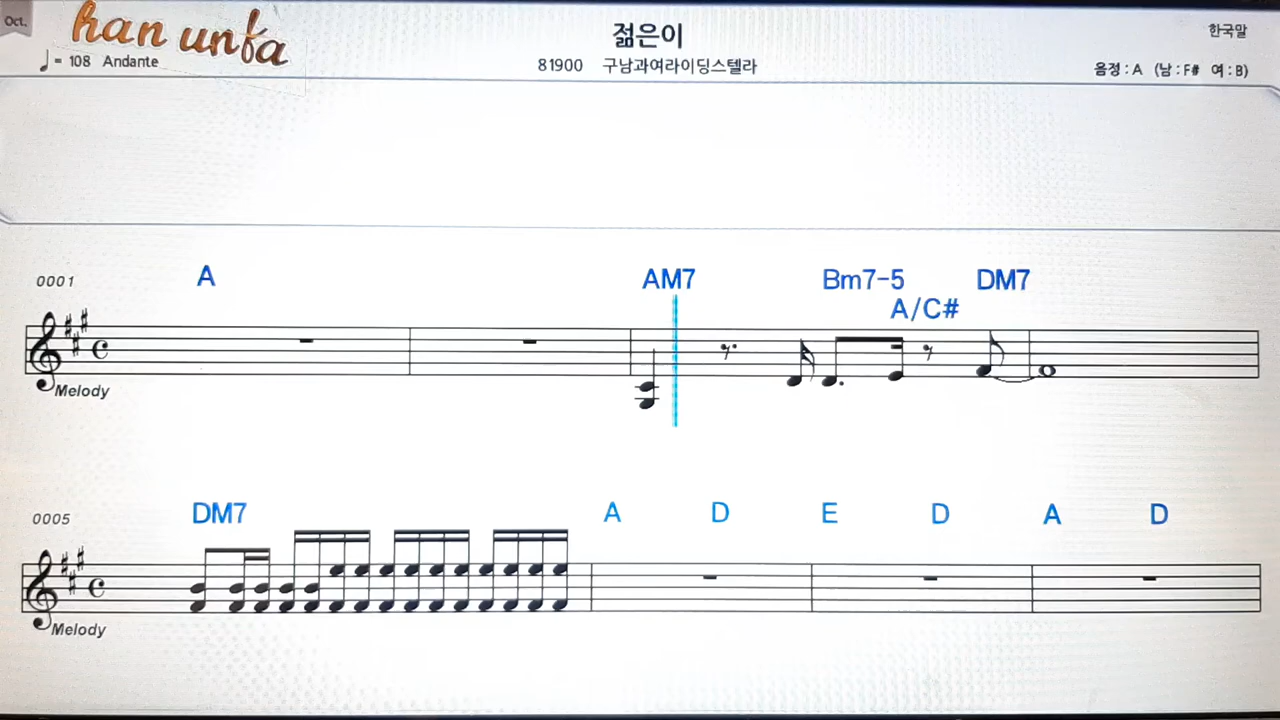 Oct.
han unfa
♩= 108 Andante
젊은이
81900 구남과여라이딩스텔라
한국말
음정 : A (남 : F# 여 : B)
0001
A
AM7
Bm7-5
DM7
A/C#
Melody
0005
DM7
A
D
E
D
A
D
Melody